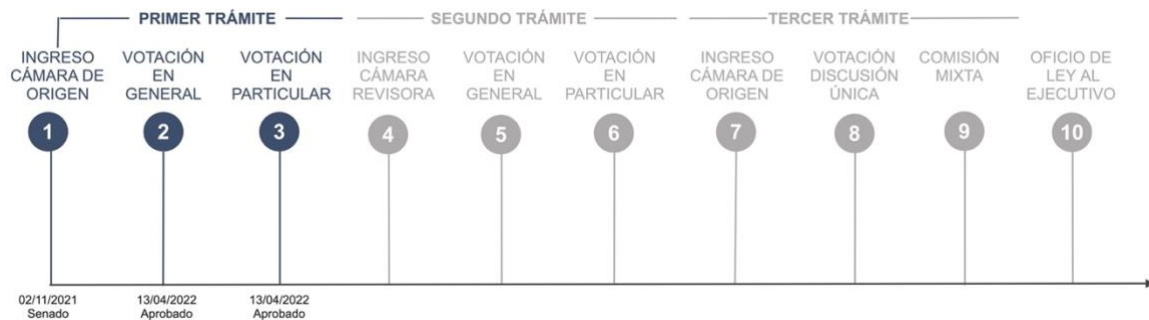 PRIMER TRÁMITE
SEGUNDO TRÁMITE
TERCER TRÁMITE
INGRESO
CÁMARA DE
ORIGEN
VOTACIÓN
EN
GENERAL
VOTACIÓN
EN
PARTICULAR
INGRESO
CÁMARA
REVISORA
VOTACIÓN
EN
GENERAL
VOTACIÓN
EN
PARTICULAR
INGRESO
CÁMARA DE
ORIGEN
VOTACIÓN
DISCUSIÓN
ÚNICA
COMISIÓN
MIXTA
OFICIO DE
LEY AL
EJECUTIVO
1
2
3
4
5
6
7
8
9
10
02/11/2021
Senado
13/04/2022
Aprobado
13/04/2022
Aprobado